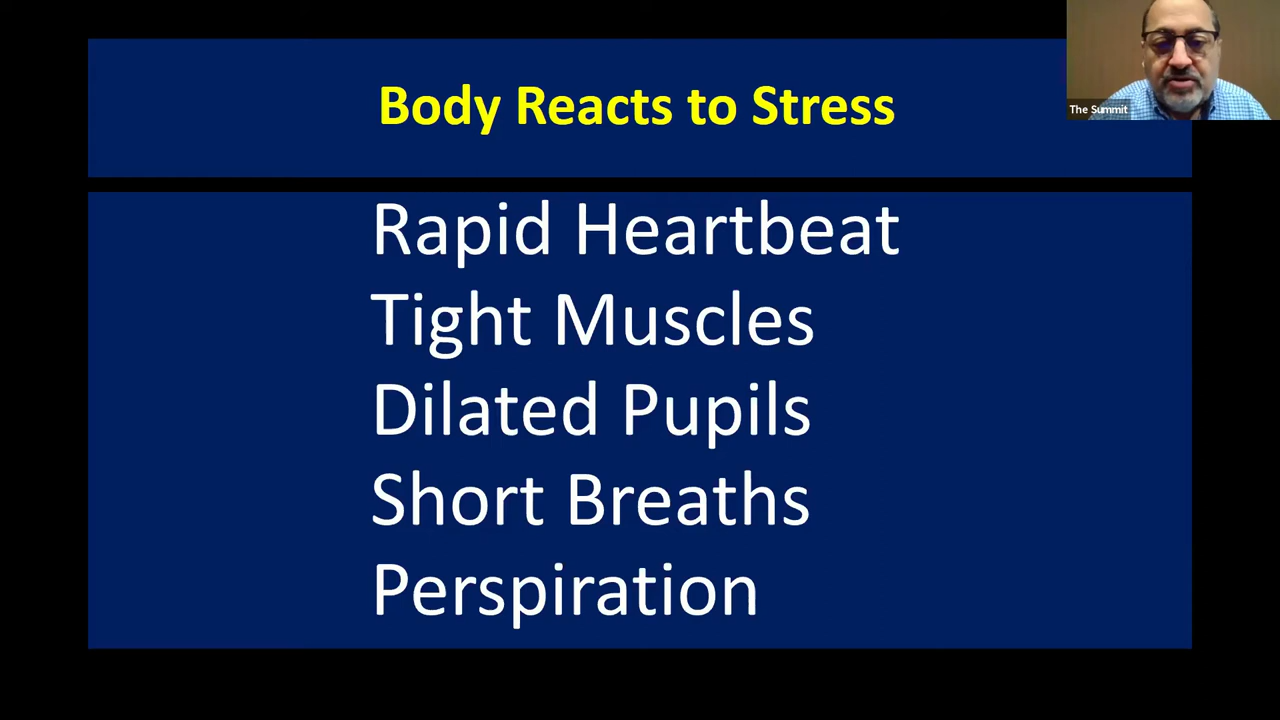 Body Reacts to Stress
The Summit
Rapid Heartbeat
Tight Muscles
Dilated Pupils
Short Breaths
Perspiration